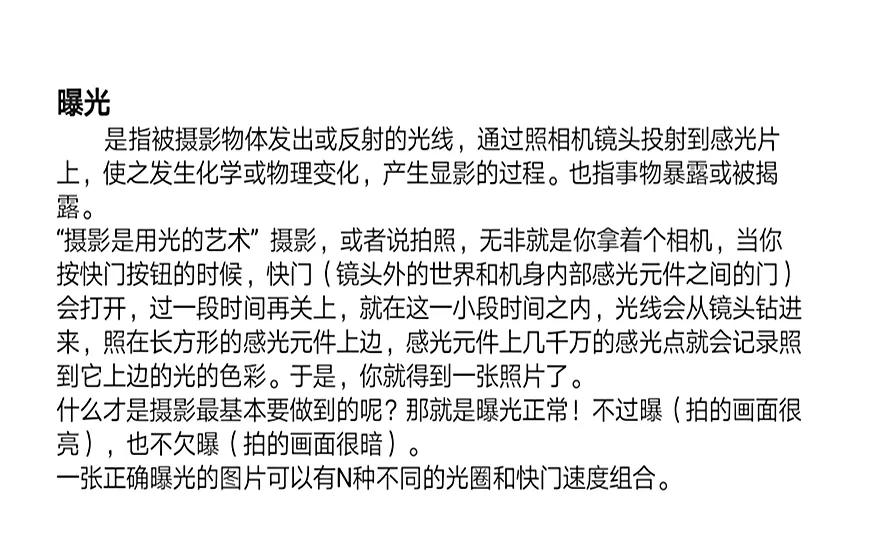 曝光
是指被摄影物体发出或反射的光线，通过照相机镜头投射到感光片
上，使之发生化学或物理变化，产生显影的过程。也指事物暴露或被揭
露。
“摄影是用光的艺术”摄影，或者说拍照，无非就是你拿着个相机，当你
按快门按钮的时候，快门（镜头外的世界和机身内部感光元件之间的门）
会打开，过一段时间再关上，就在这一小段时间之内，光线会从镜头钻进
来，照在长方形的感光元件上边，感光元件上几千万的感光点就会记录照
到它上边的光的色彩。于是，你就得到一张照片了。
什么才是摄影最基本要做到的呢？那就是曝光正常！不过曝（拍的画面很
亮），也不欠曝（拍的画面很暗）。
一张正确曝光的图片可以有N种不同的光圈和快门速度组合。